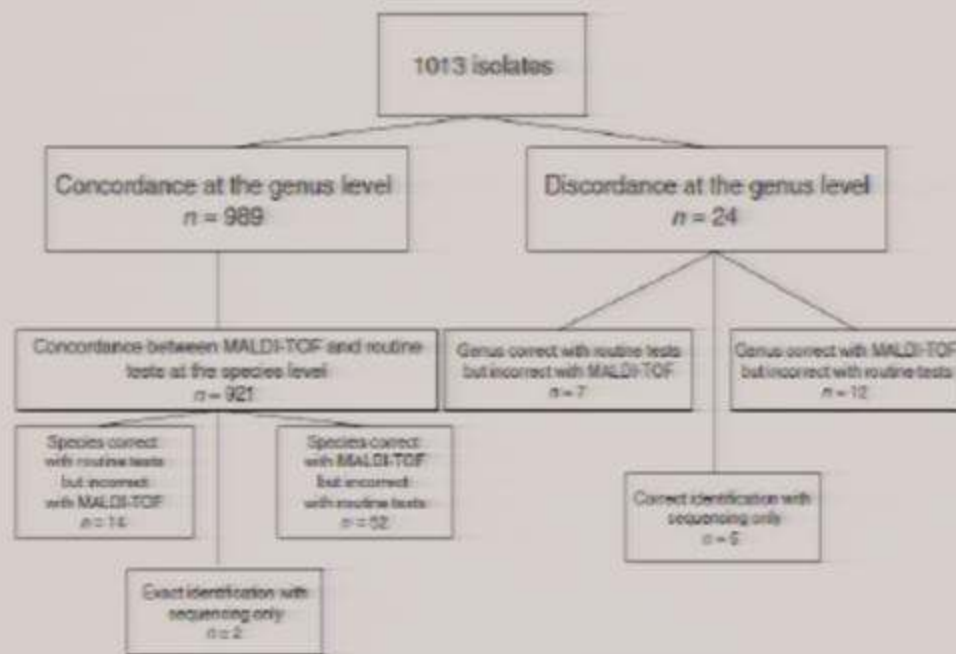 1013 isolates
Concordance at the genus level
n = 989
Discordance at the genus level
n = 24
Concordance between MALDI-TOF and routine
tests at the species level
n = 921
Genus correct with routine tests
but incorrect with MALDI-TOF
n = 7
Genus correct with MALDI-TOF
but incorrect with routine tests
n = 12
Species correct
with routine tests
but incorrect
with MALDI-TOF
n = 14
Species correct
with MALDI-TOF
but incorrect
with routine tests
n = 52
Correct identification with
sequencing only
n = 5
Exact identification with
sequencing only
n = 2